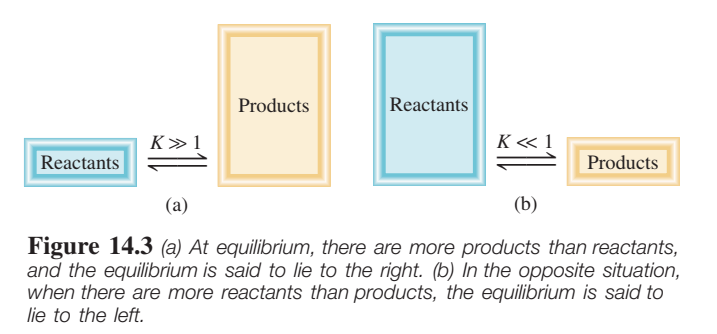 Reactants
K ≫ 1
Products
(a)
Reactants
K ≪ 1
Products
(b)
Figure 14.3 (a) At equilibrium, there are more products than reactants,
and the equilibrium is said to lie to the right. (b) In the opposite situation,
when there are more reactants than products, the equilibrium is said to
lie to the left.